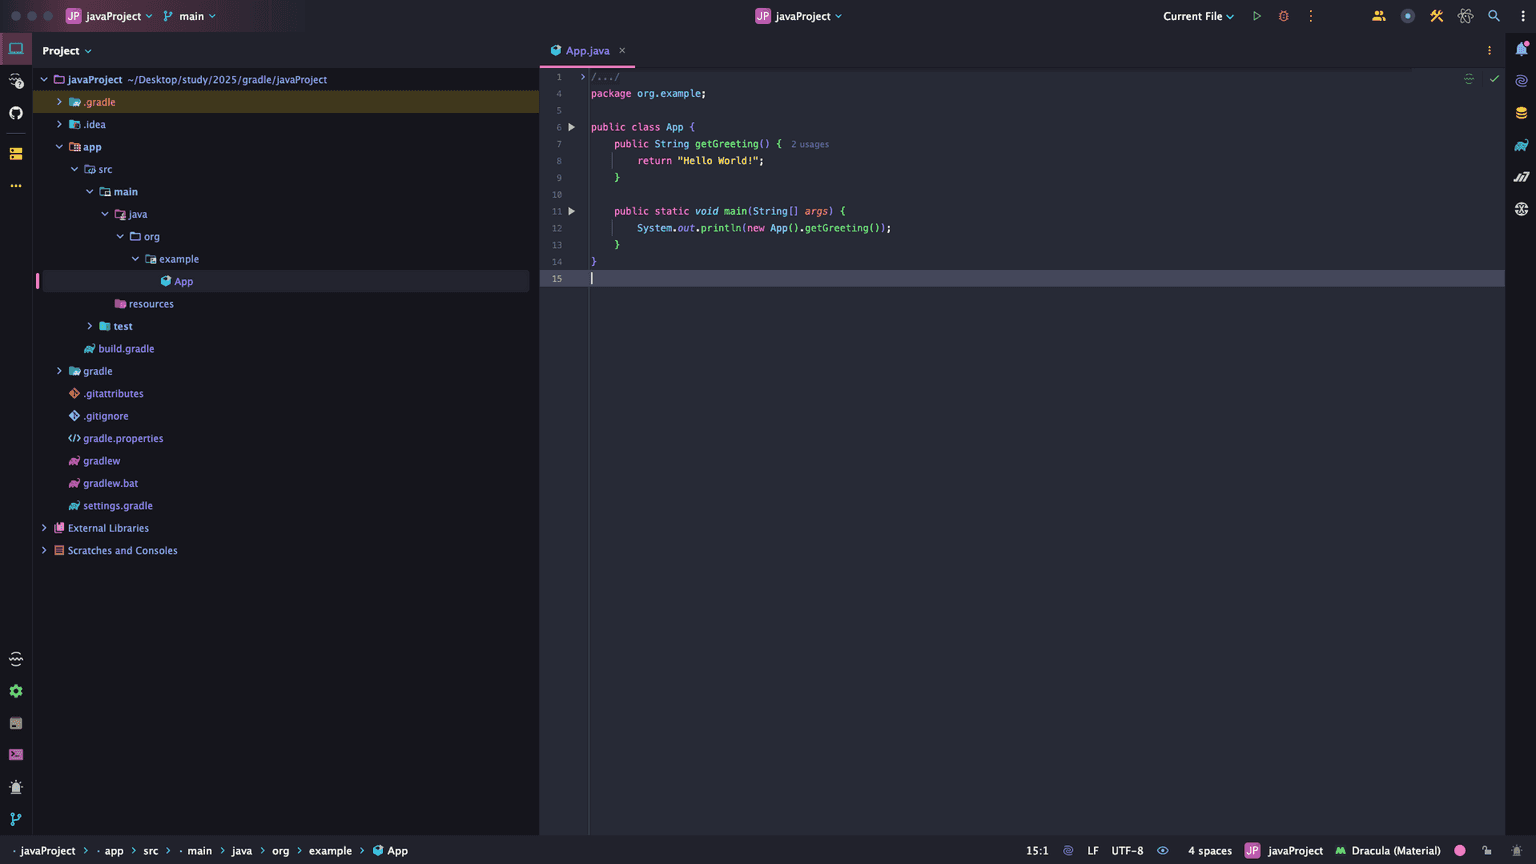 JP javaProject main
JP javaProject
Current File
Project
App.java
javaProject ~/Desktop/study/2025/gradle/javaProject
.gradle
.idea
app
src
main
java
org
example
App
resources
test
build.gradle
gradle
.gitattributes
.gitignore
gradle.properties
gradlew
gradlew.bat
settings.gradle
External Libraries
Scratches and Consoles
1 /.../
4 package org.example;
5
6 public class App {
7 public String getGreeting() { 2 usages
8 return "Hello World!";
9 }
10
11 public static void main(String[] args) {
12 System.out.println(new App().getGreeting());
13 }
14 }
15
javaProject > app > src > main > java > org > example > App
15:1 LF UTF-8 4 spaces JP javaProject Dracula (Material)